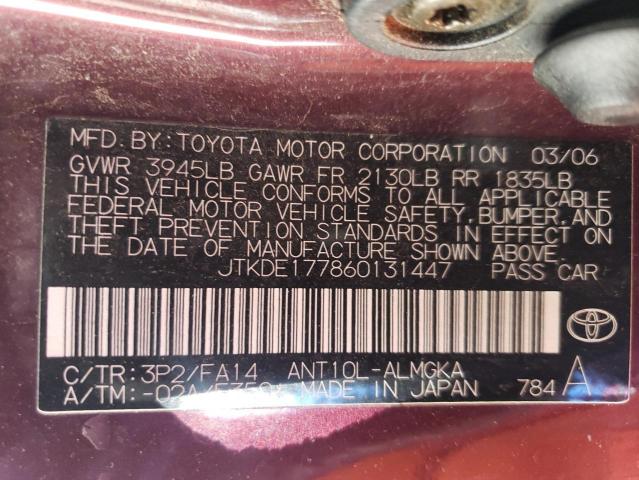 MFD. BY: TOYOTA MOTOR CORPORATION 03/06
GVWR 3945LB GAWR FR 2130LB RR 1835LB
THIS VEHICLE CONFORMS TO ALL APPLICABLE
FEDERAL MOTOR VEHICLE SAFETY, BUMPER, AND
THEFT PREVENTION STANDARDS IN EFFECT ON
THE DATE OF MANUFACTURE SHOWN ABOVE.
JTKDE177860131447 PASS CAR
C/TR: 3P2/FA14 ANT10L-ALMGKA
A/TM: MADE IN JAPAN 784 A